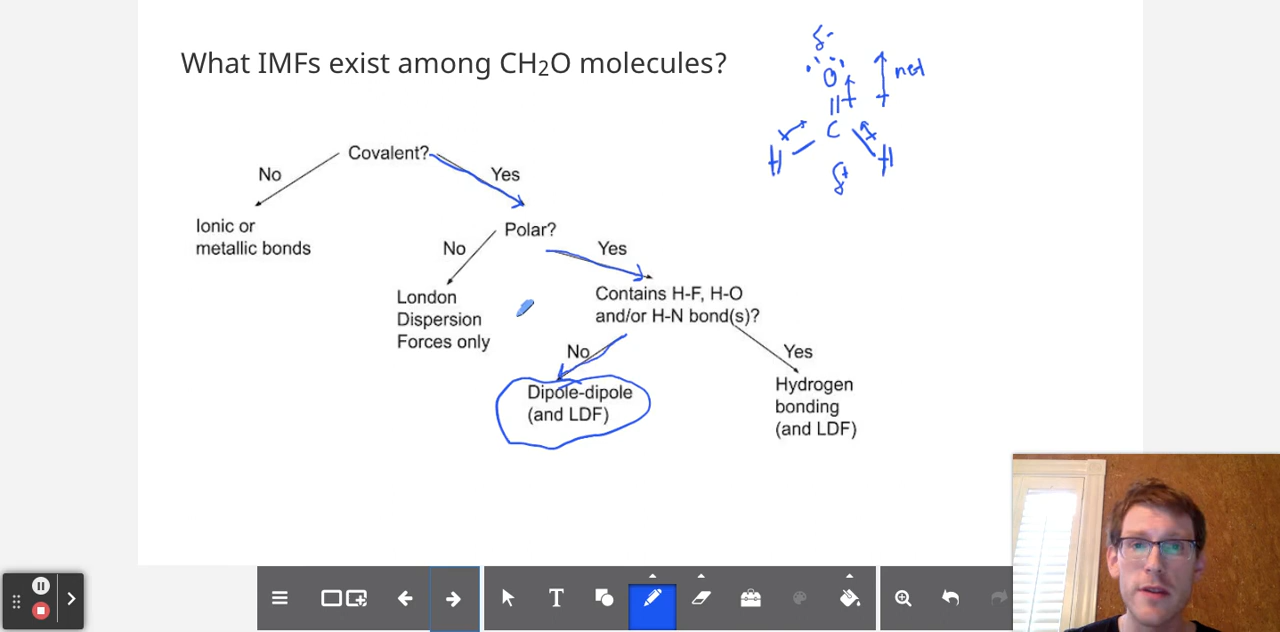 What IMFs exist among CH₂O molecules?
δ-
O
net
C
H
H
δ+
Covalent?
No
Yes
Ionic or
metallic bonds
Polar?
No
Yes
London
Dispersion
Forces only
Contains H-F, H-O
and/or H-N bond(s)?
No
Yes
Dipole-dipole
(and LDF)
Hydrogen
bonding
(and LDF)
T